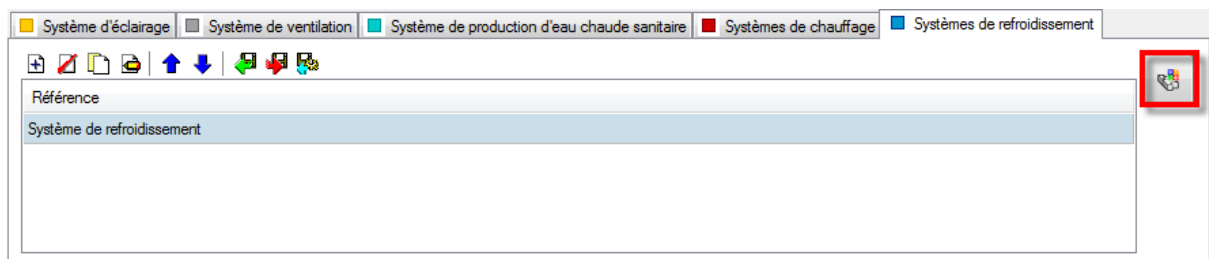 Système d'éclairage Système de ventilation Système de production d'eau chaude sanitaire Systèmes de chauffage Systèmes de refroidissement
Référence
Système de refroidissement